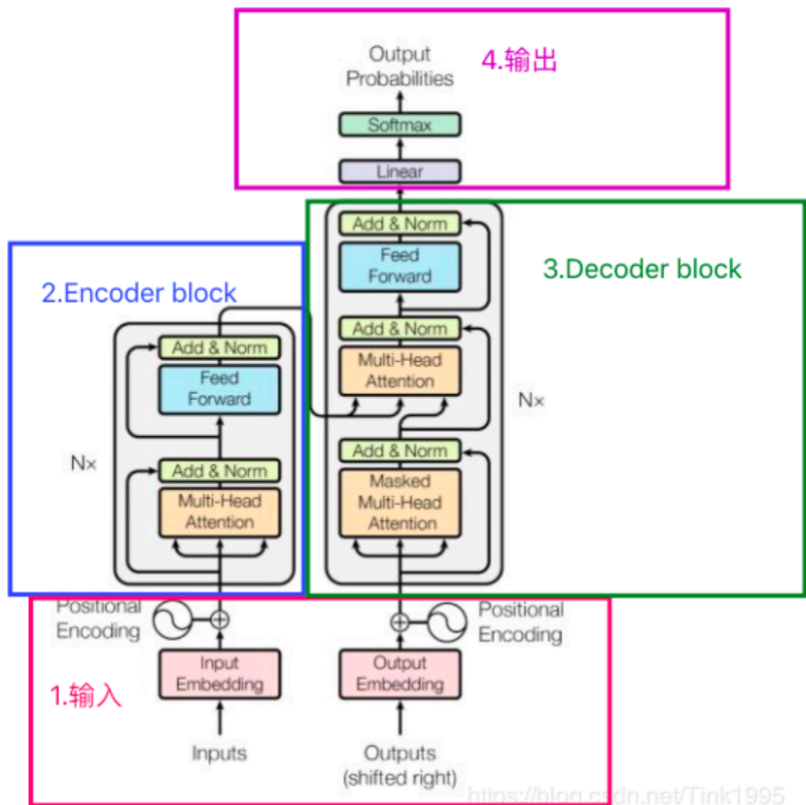 Output
Probabilities
4.输出
Softmax
Linear
Add & Norm
Feed
Forward
3.Decoder block
Add & Norm
Multi-Head
Attention
Nx
Add & Norm
Masked
Multi-Head
Attention
2.Encoder block
Add & Norm
Feed
Forward
Nx
Add & Norm
Multi-Head
Attention
Positional
Encoding
Positional
Encoding
Input
Embedding
Output
Embedding
1.输入
Inputs
Outputs
(shifted right)
https://blog.csdn.net/Tink1995